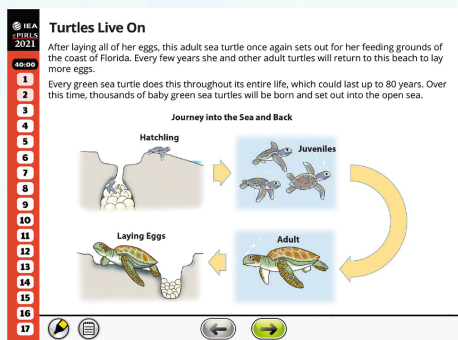 IEA
ePIRLS
2021
40:00
1
2
3
4
5
6
7
8
9
10
11
12
13
14
15
16
17
Turtles Live On
After laying all of her eggs, this adult sea turtle once again sets out for her feeding grounds of
the coast of Florida. Every few years she and other adult turtles will return to this beach to lay
more eggs.
Every green sea turtle does this throughout its entire life, which could last up to 80 years. Over
this time, thousands of baby green sea turtles will be born and set out into the open sea.
Journey into the Sea and Back
Hatchling
Juveniles
Laying Eggs
Adult